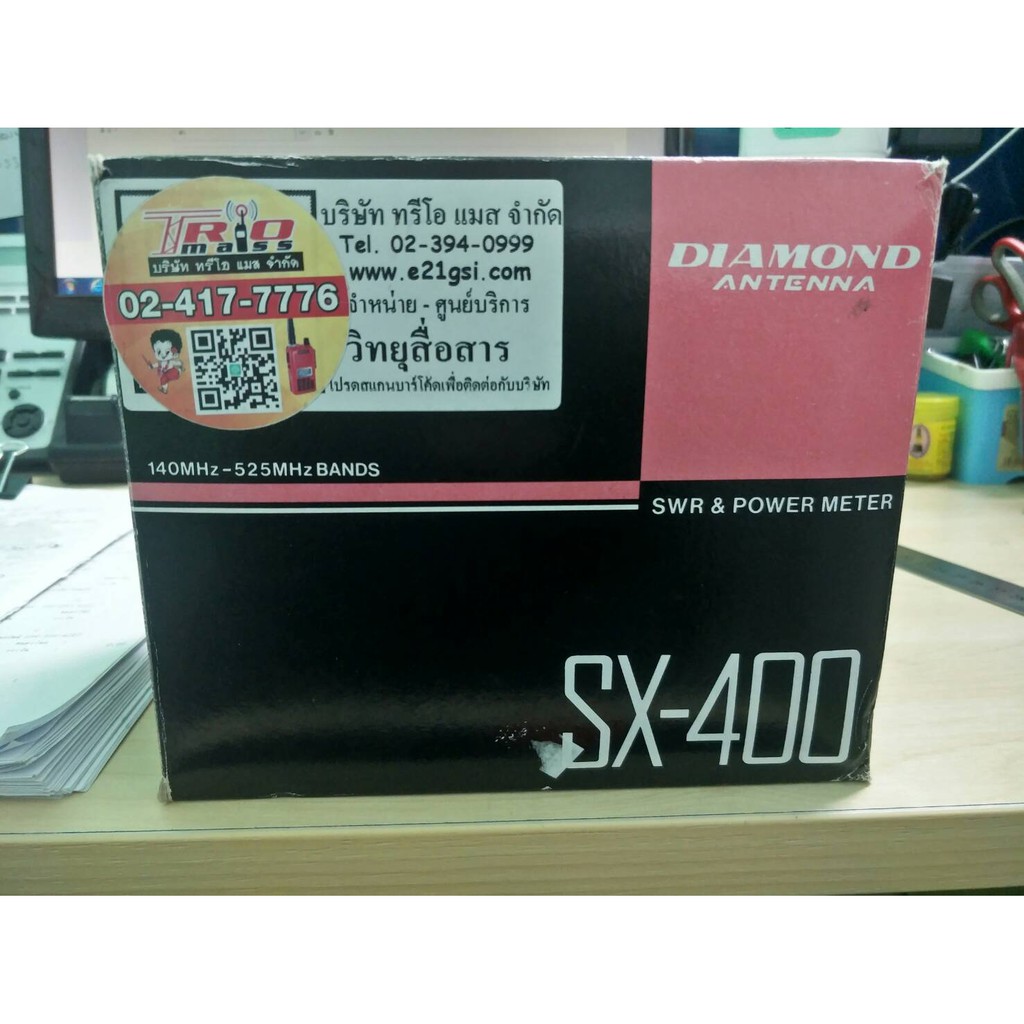 TRIO
mass
บริษัท ทรีโอ แมส จำกัด
02-417-7776
บริษัท ทรีโอ แมส จำกัด
Tel. 02-394-0999
www.e21gsi.com
จำหน่าย - ศูนย์บริการ
วิทยุสื่อสาร
โปรดสแกนบาร์โค้ดเพื่อติดต่อกับบริษัท
DIAMOND
ANTENNA
140MHz-525MHz BANDS
SWR & POWER METER
SX-400